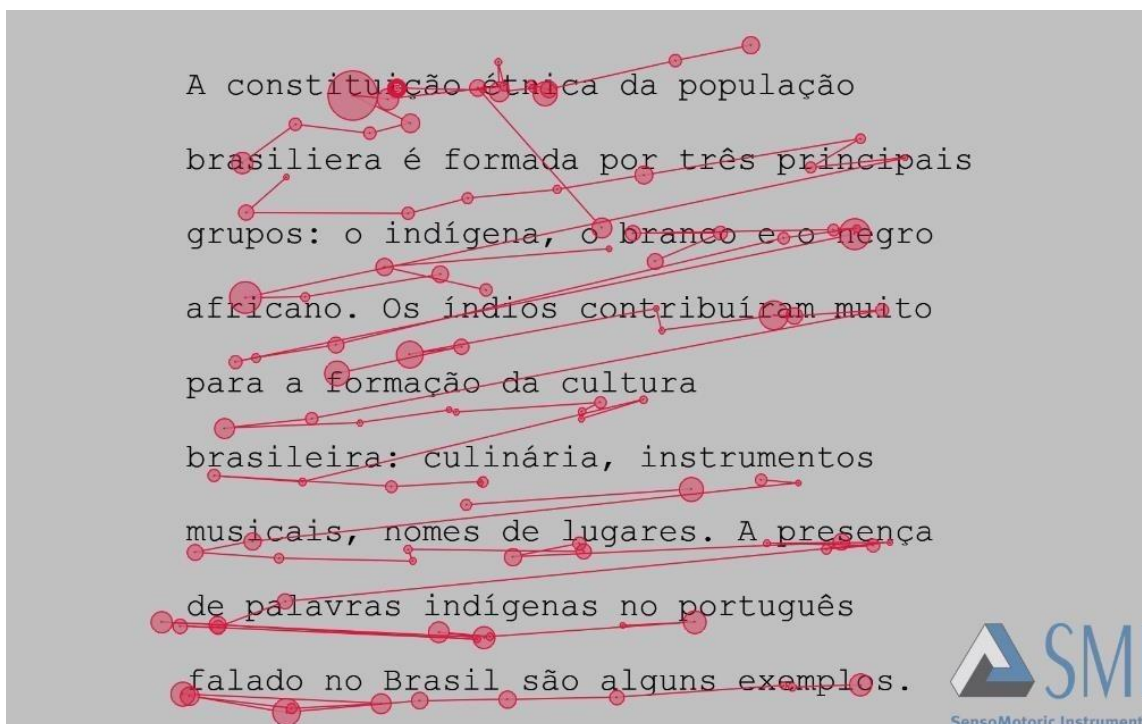 A constituição étnica da população
brasiliera é formada por três principais
grupos: o indígena, o branco e o negro
africano. Os índios contribuíram muito
para a formação da cultura
brasileira: culinária, instrumentos
musicais, nomes de lugares. A presença
de palavras indígenas no português
falado no Brasil são alguns exemplos.
SM
SensoMotoric Instrument